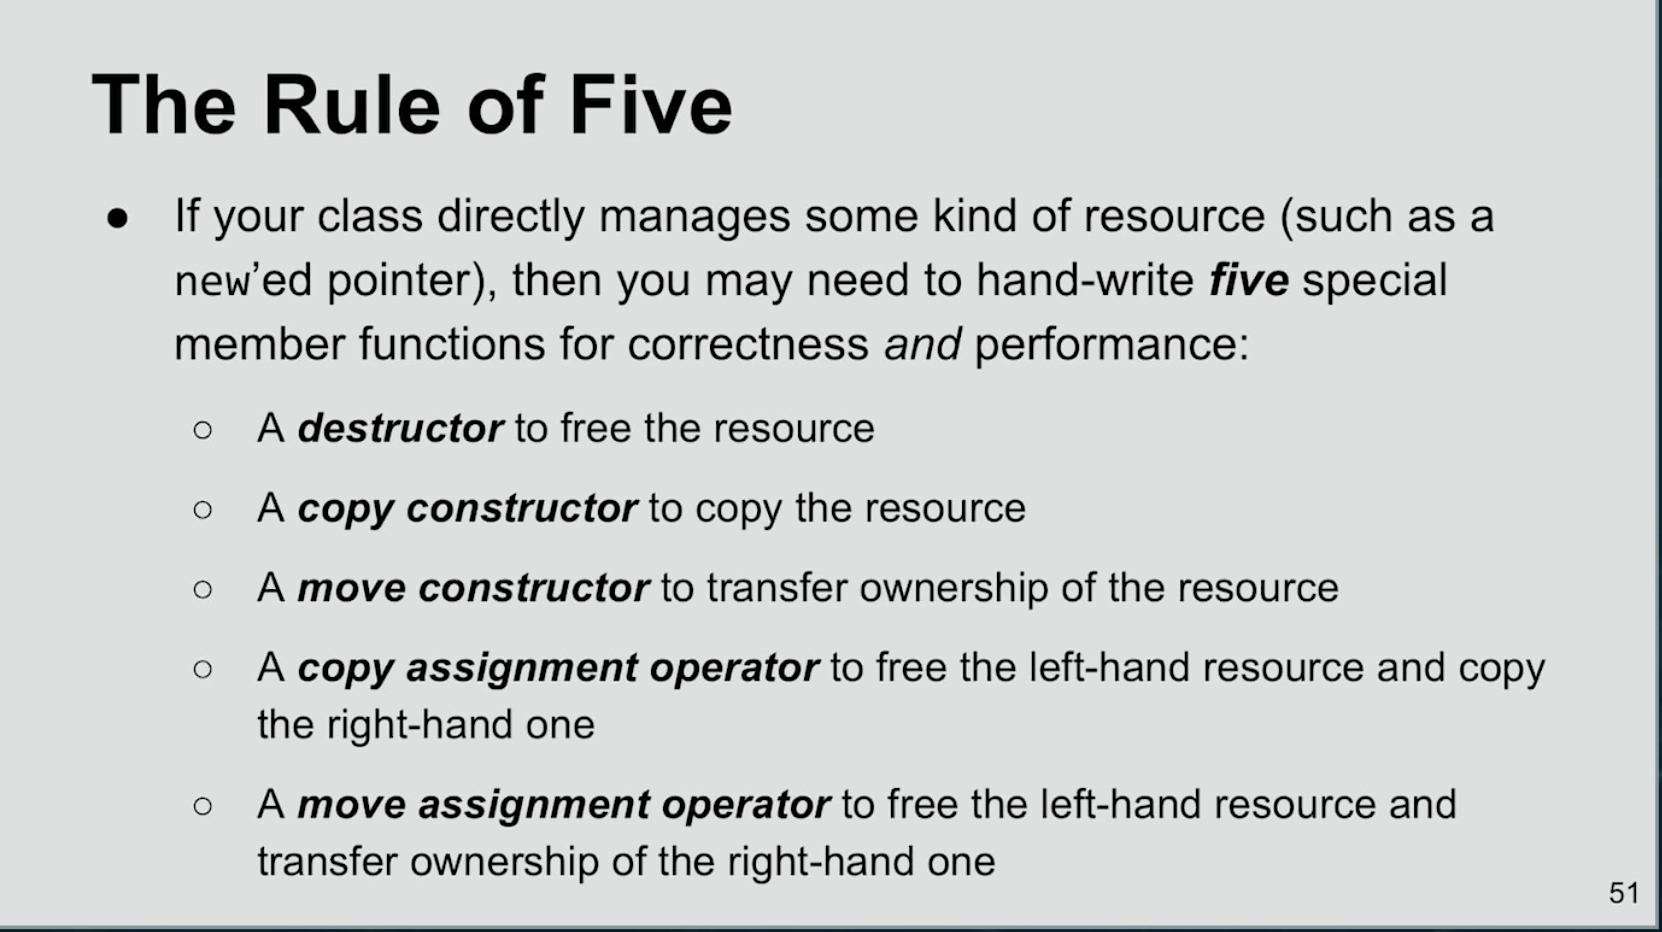 The Rule of Five
● If your class directly manages some kind of resource (such as a
new’ed pointer), then you may need to hand-write five special
member functions for correctness and performance:
○ A destructor to free the resource
○ A copy constructor to copy the resource
○ A move constructor to transfer ownership of the resource
○ A copy assignment operator to free the left-hand resource and copy
the right-hand one
○ A move assignment operator to free the left-hand resource and
transfer ownership of the right-hand one
51